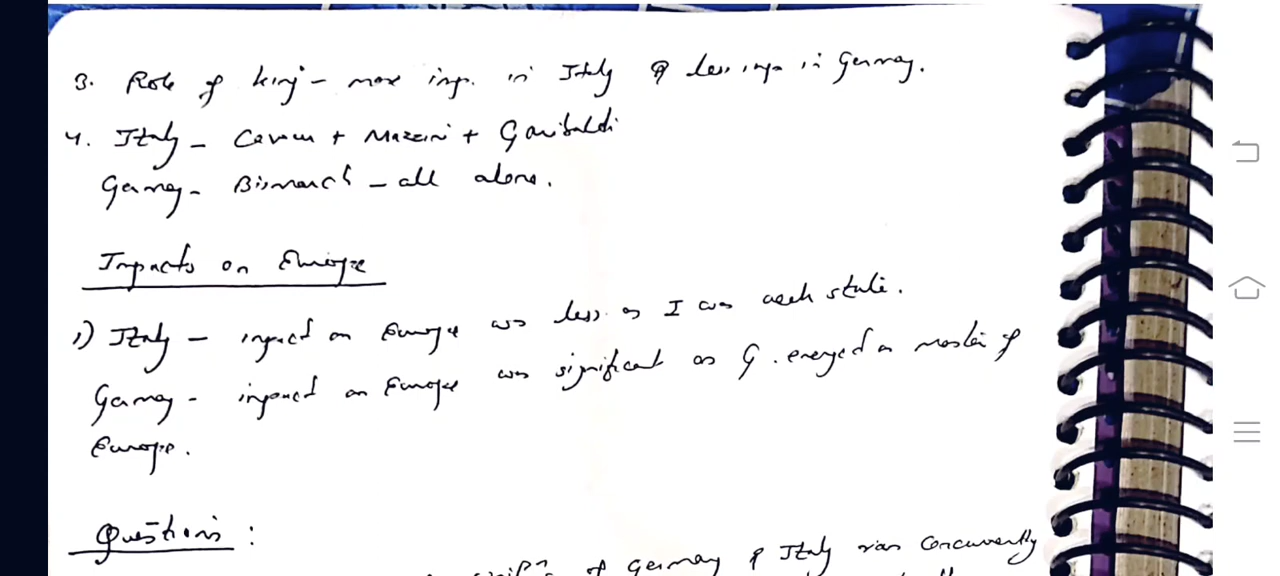 3. Role of king - more imp. in Italy & less imp in Germany.
4. Italy - Cavour + Mazzini + Garibaldi
Germany - Bismarck - all alone.
Impacts on Europe
1) Italy - impact on Europe was less as I was weak state.
Germany - impact on Europe was significant as G. emerged as master of
Europe.
Questions :
of Germany & Italy ran concurrently